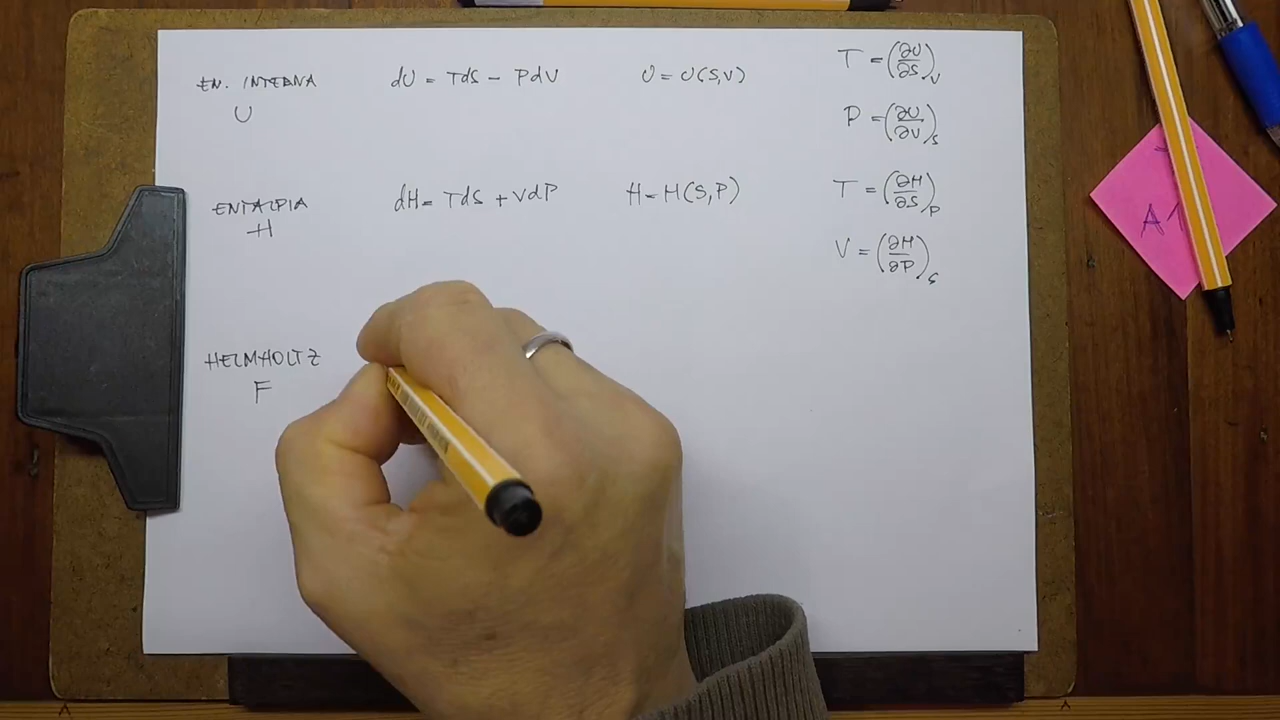 EN. INTERNA   dU = TdS - PdV   U = U(S,V)   T = (∂U/∂S)_V
U
P = (∂U/∂V)_S
ENTALPIA   dH = TdS + VdP   H = H(S,P)   T = (∂H/∂S)_P
H
V = (∂H/∂P)_S
HELMHOLTZ
F